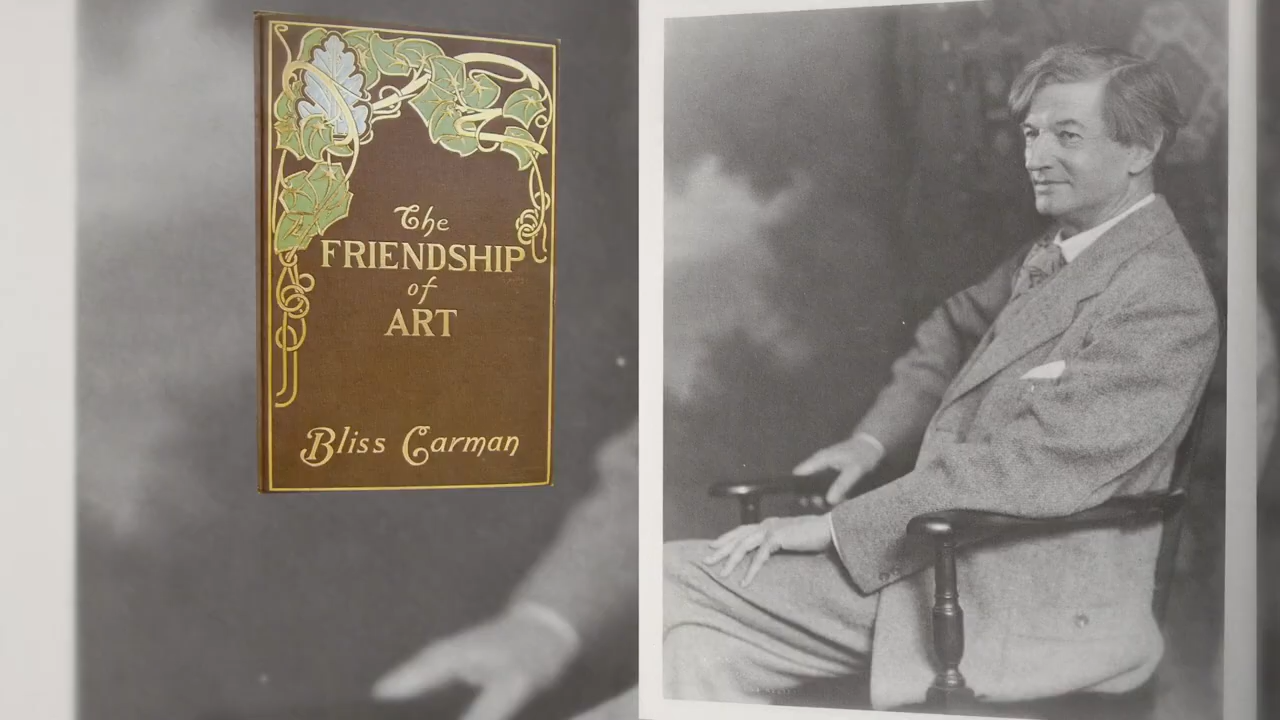 The
FRIENDSHIP
of
ART
Bliss Carman